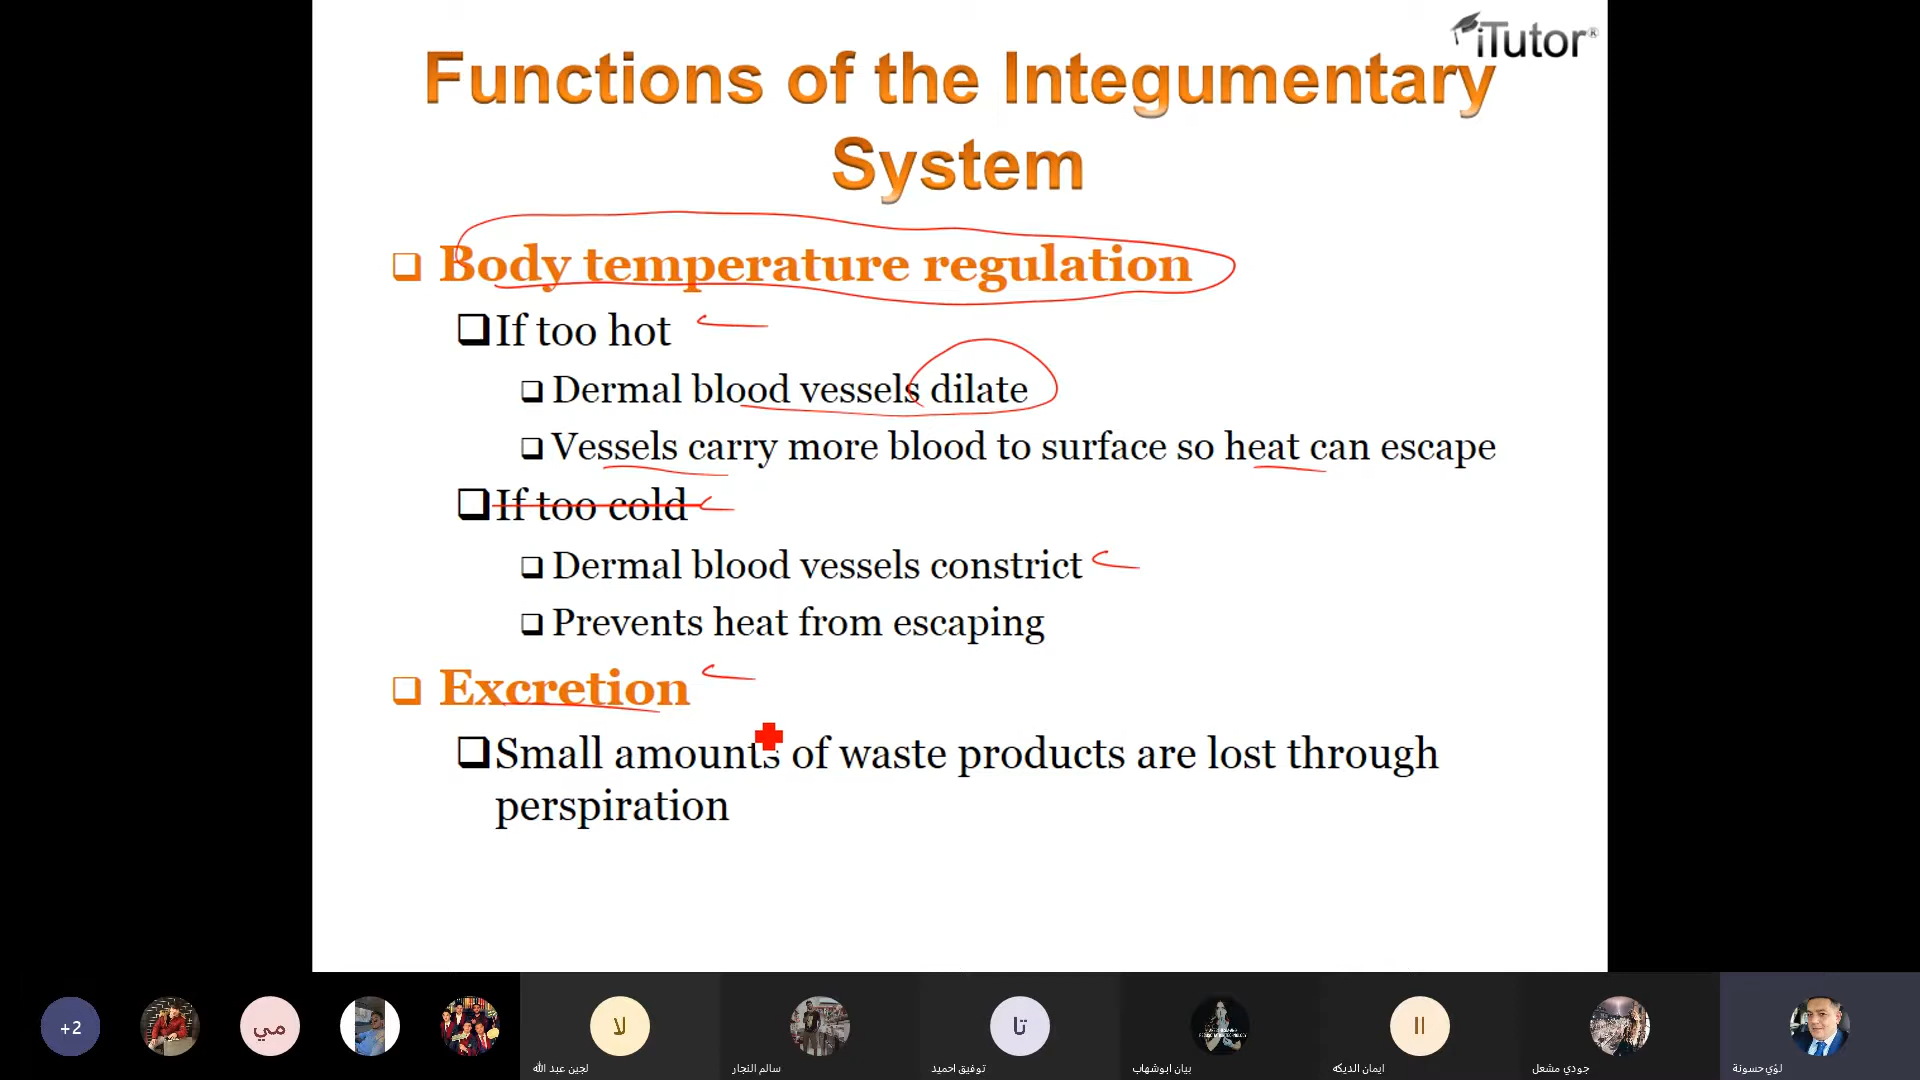 iTutor®
Functions of the Integumentary
System
Body temperature regulation
If too hot
Dermal blood vessels dilate
Vessels carry more blood to surface so heat can escape
If too cold
Dermal blood vessels constrict
Prevents heat from escaping
Excretion
Small amounts of waste products are lost through
perspiration
+2
مي
لا
تا
اا
لجين عبد الله
سالم النجار
توفيق احميد
بيان ابوشهاب
ايمان الديكه
جودي مشعل
لؤي حسونة